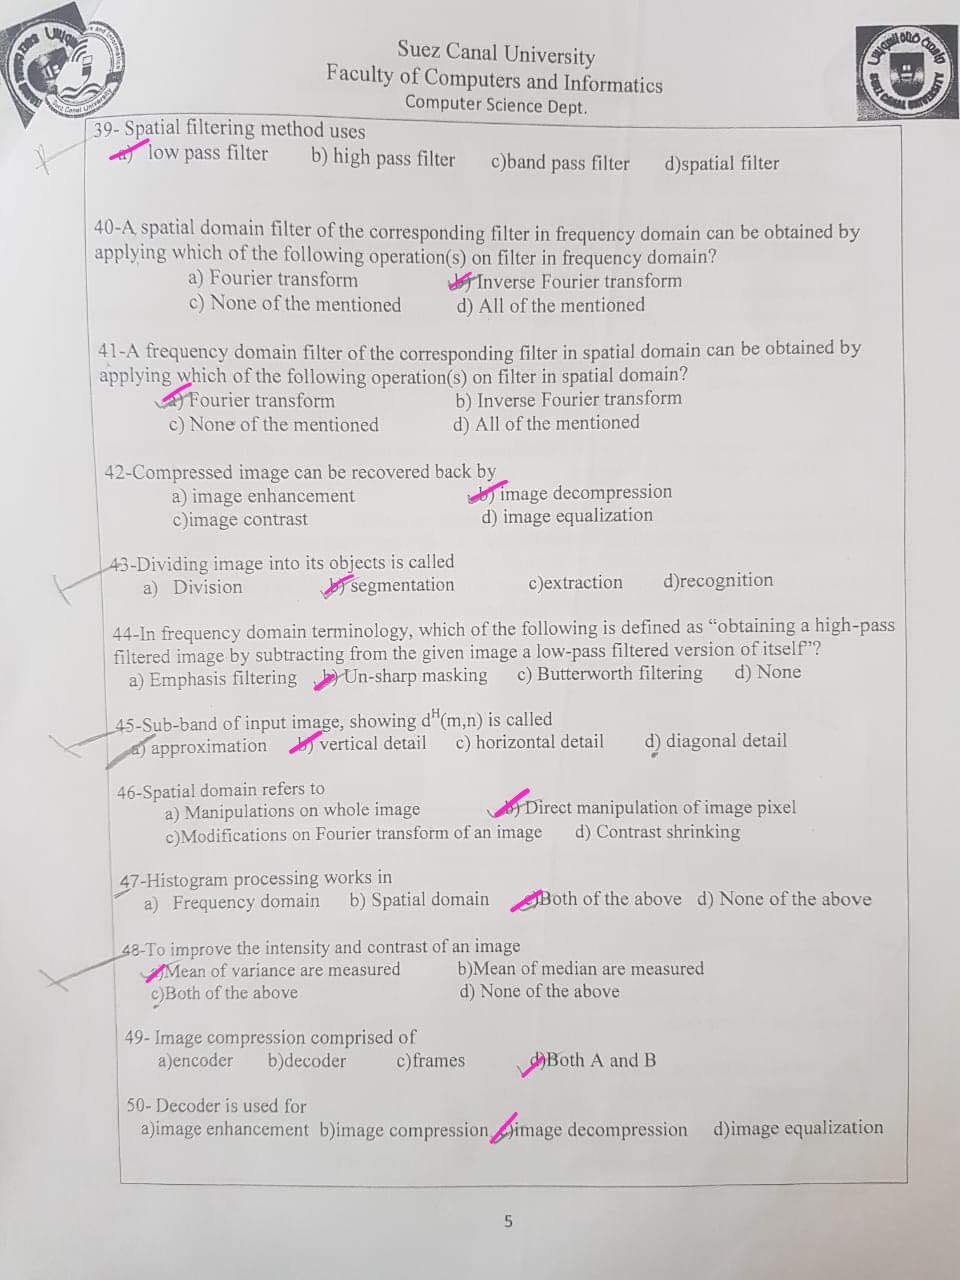 Suez Canal University
Faculty of Computers and Informatics
Computer Science Dept.
39- Spatial filtering method uses
a) low pass filter b) high pass filter c)band pass filter d)spatial filter
40-A spatial domain filter of the corresponding filter in frequency domain can be obtained by
applying which of the following operation(s) on filter in frequency domain?
a) Fourier transform b) Inverse Fourier transform
c) None of the mentioned d) All of the mentioned
41-A frequency domain filter of the corresponding filter in spatial domain can be obtained by
applying which of the following operation(s) on filter in spatial domain?
a) Fourier transform b) Inverse Fourier transform
c) None of the mentioned d) All of the mentioned
42-Compressed image can be recovered back by
a) image enhancement b) image decompression
c)image contrast d) image equalization
43-Dividing image into its objects is called
a) Division b) segmentation c)extraction d)recognition
44-In frequency domain terminology, which of the following is defined as “obtaining a high-pass
filtered image by subtracting from the given image a low-pass filtered version of itself”?
a) Emphasis filtering b) Un-sharp masking c) Butterworth filtering d) None
45-Sub-band of input image, showing d^H(m,n) is called
a) approximation b) vertical detail c) horizontal detail d) diagonal detail
46-Spatial domain refers to
a) Manipulations on whole image b) Direct manipulation of image pixel
c)Modifications on Fourier transform of an image d) Contrast shrinking
47-Histogram processing works in
a) Frequency domain b) Spatial domain c)Both of the above d) None of the above
48-To improve the intensity and contrast of an image
a)Mean of variance are measured b)Mean of median are measured
c)Both of the above d) None of the above
49- Image compression comprised of
a)encoder b)decoder c)frames d)Both A and B
50- Decoder is used for
a)image enhancement b)image compression c)image decompression d)image equalization
5